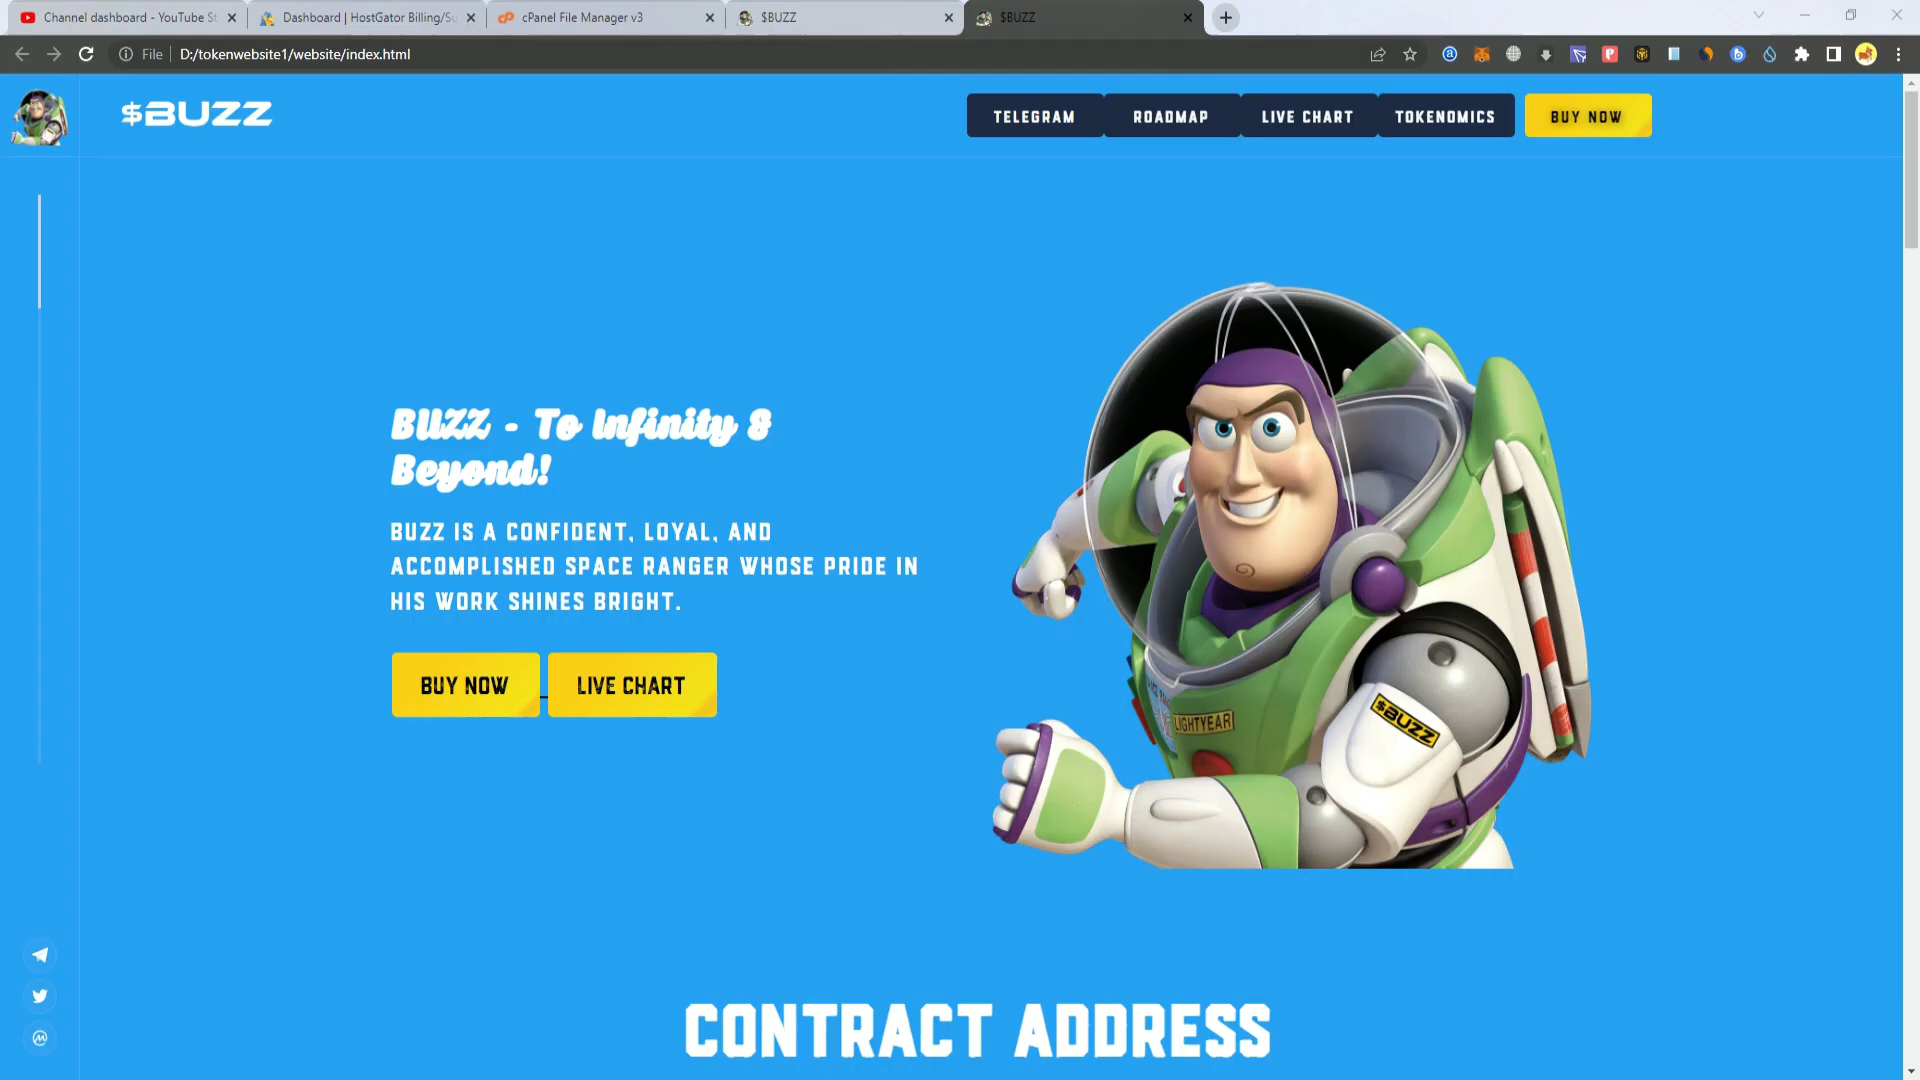 Channel dashboard - YouTube St
Dashboard | HostGator Billing/Su
cPanel File Manager v3
$BUZZ
$BUZZ
File
D:/tokenwebsite1/website/index.html
$BUZZ
TELEGRAM
ROADMAP
LIVE CHART
TOKENOMICS
BUY NOW
BUZZ - To Infinity &
Beyond!
BUZZ IS A CONFIDENT, LOYAL, AND
ACCOMPLISHED SPACE RANGER WHOSE PRIDE IN
HIS WORK SHINES BRIGHT.
BUY NOW
LIVE CHART
LIGHTYEAR
$BUZZ
CONTRACT ADDRESS